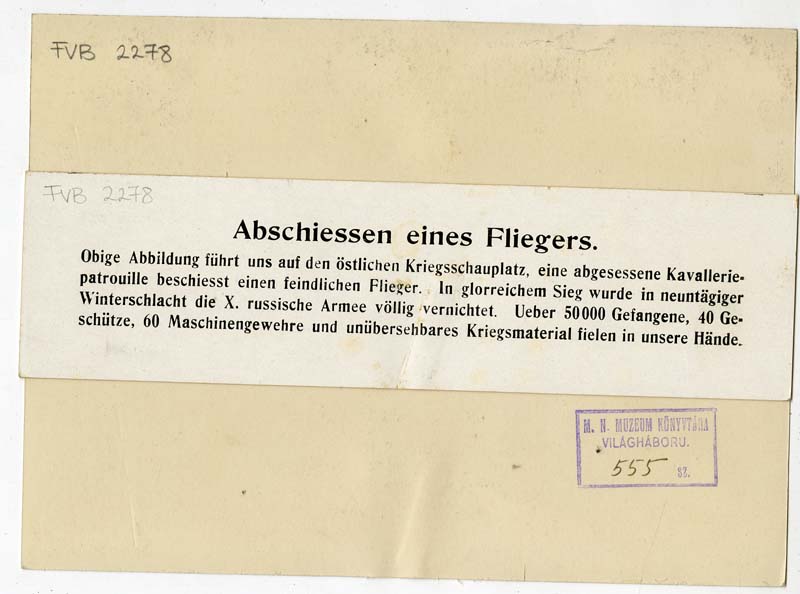 FVB 2278
FVB 2278
Abschiessen eines Fliegers.
Obige Abbildung führt uns auf den östlichen Kriegsschauplatz, eine abgesessene Kavallerie-
patrouille beschiesst einen feindlichen Flieger. In glorreichem Sieg wurde in neuntägiger
Winterschlacht die X. russische Armee völlig vernichtet. Ueber 50000 Gefangene, 40 Ge-
schütze, 60 Maschinengewehre und unübersehbares Kriegsmaterial fielen in unsere Hände.
M. N. MUZEUM KÖNYVTÁRA
VILÁGHÁBORU.
555 sz.